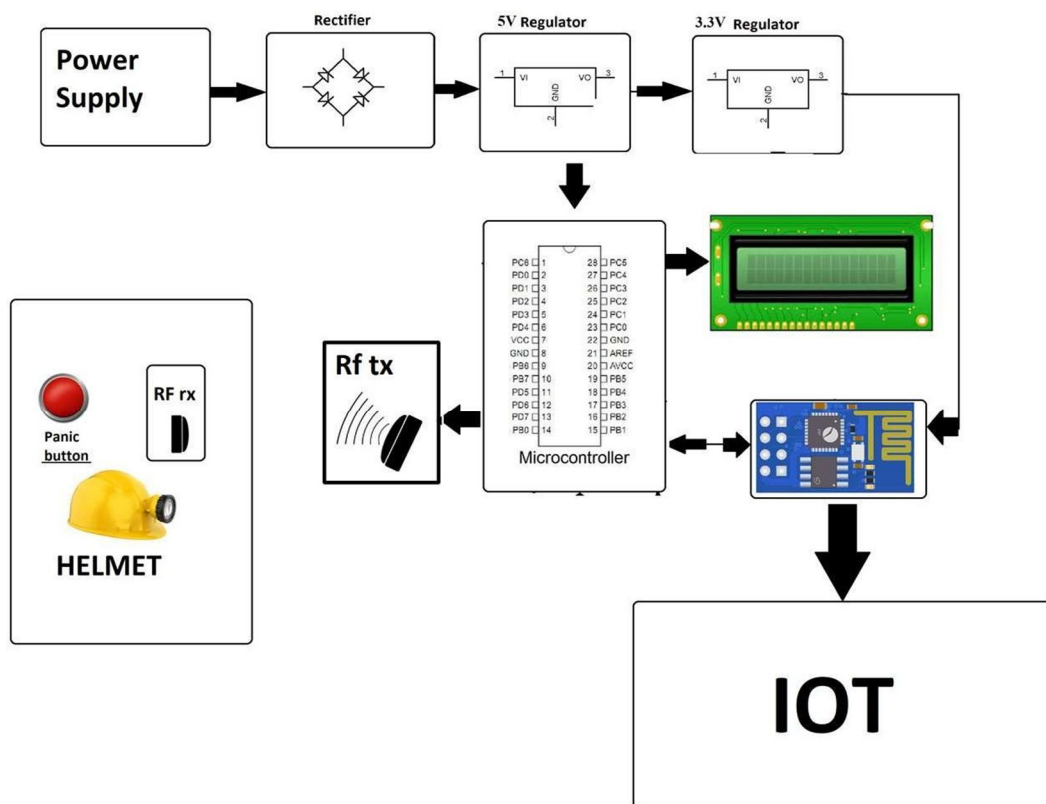 Rectifier
5V Regulator
3.3V Regulator
Power
Supply
1
VI
VO
3
GND
2
1
VI
VO
3
GND
2
PC6 1 28 PC5
PD0 2 27 PC4
PD1 3 26 PC3
PD2 4 25 PC2
PD3 5 24 PC1
PD4 6 23 PC0
VCC 7 22 GND
GND 8 21 AREF
PB6 9 20 AVCC
PB7 10 19 PB5
PD5 11 18 PB4
PD6 12 17 PB3
PD7 13 16 PB2
PB0 14 15 PB1
Microcontroller
Rf tx
RF rx
Panic
button
HELMET
IOT